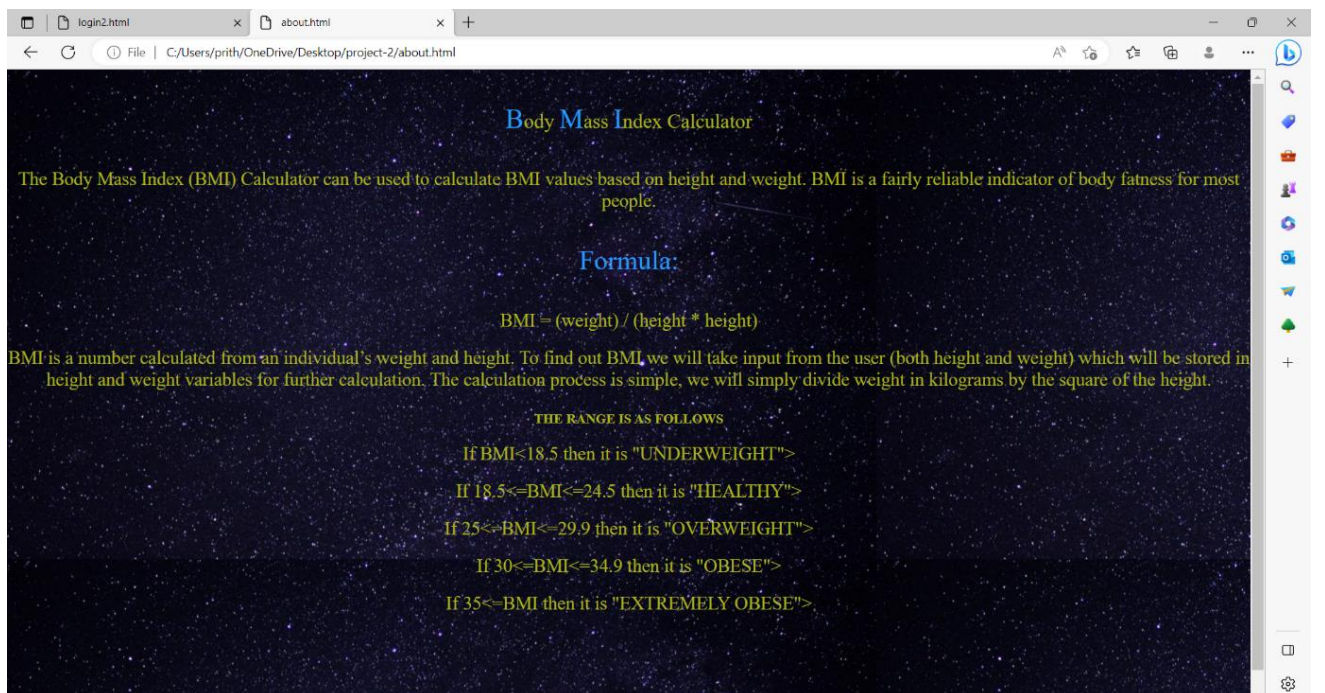 login2.html
about.html
File | C:/Users/prith/OneDrive/Desktop/project-2/about.html
Body Mass Index Calculator
The Body Mass Index (BMI) Calculator can be used to calculate BMI values based on height and weight. BMI is a fairly reliable indicator of body fatness for most
people.
Formula:
BMI = (weight) / (height * height)
BMI is a number calculated from an individual’s weight and height. To find out BMI we will take input from the user (both height and weight) which will be stored in
height and weight variables for further calculation. The calculation process is simple, we will simply divide weight in kilograms by the square of the height.
THE RANGE IS AS FOLLOWS
If BMI<18.5 then it is "UNDERWEIGHT">
If 18.5<=BMI<=24.5 then it is "HEALTHY">
If 25<=BMI<=29.9 then it is "OVERWEIGHT">
If 30<=BMI<=34.9 then it is "OBESE">
If 35<=BMI then it is "EXTREMELY OBESE">